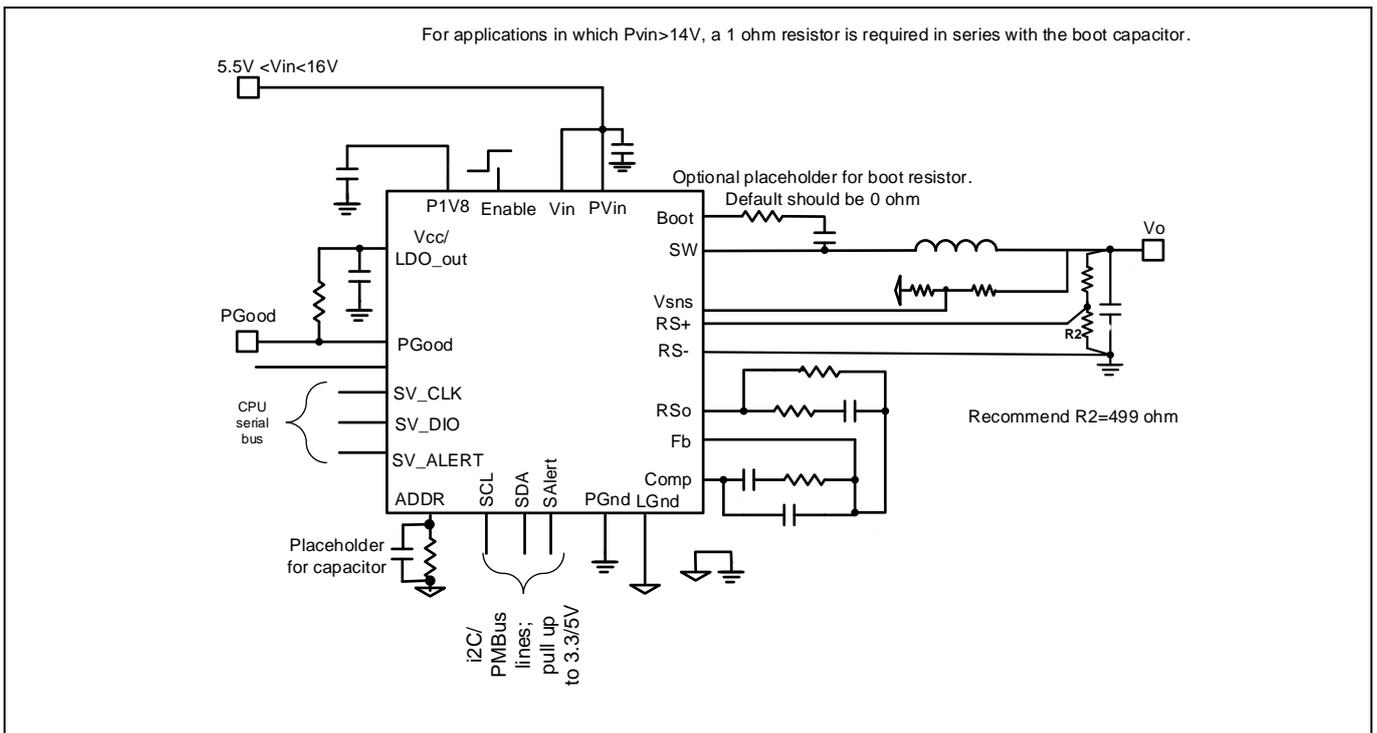 For applications in which Pvin>14V, a 1 ohm resistor is required in series with the boot capacitor.
5.5V <Vin<16V
Optional placeholder for boot resistor.
Default should be 0 ohm
P1V8
Enable
Vin
PVin
Boot
SW
Vo
Vcc/
LDO_out
Vsns
RS+
R2
RS-
PGood
PGood
SV_CLK
SV_DIO
SV_ALERT
CPU
serial
bus
RSo
Fb
Comp
Recommend R2=499 ohm
ADDR
SCL
SDA
SAlert
PGnd
LGnd
Placeholder
for capacitor
i2C/
PMBus
lines;
pull up
to 3.3/5V